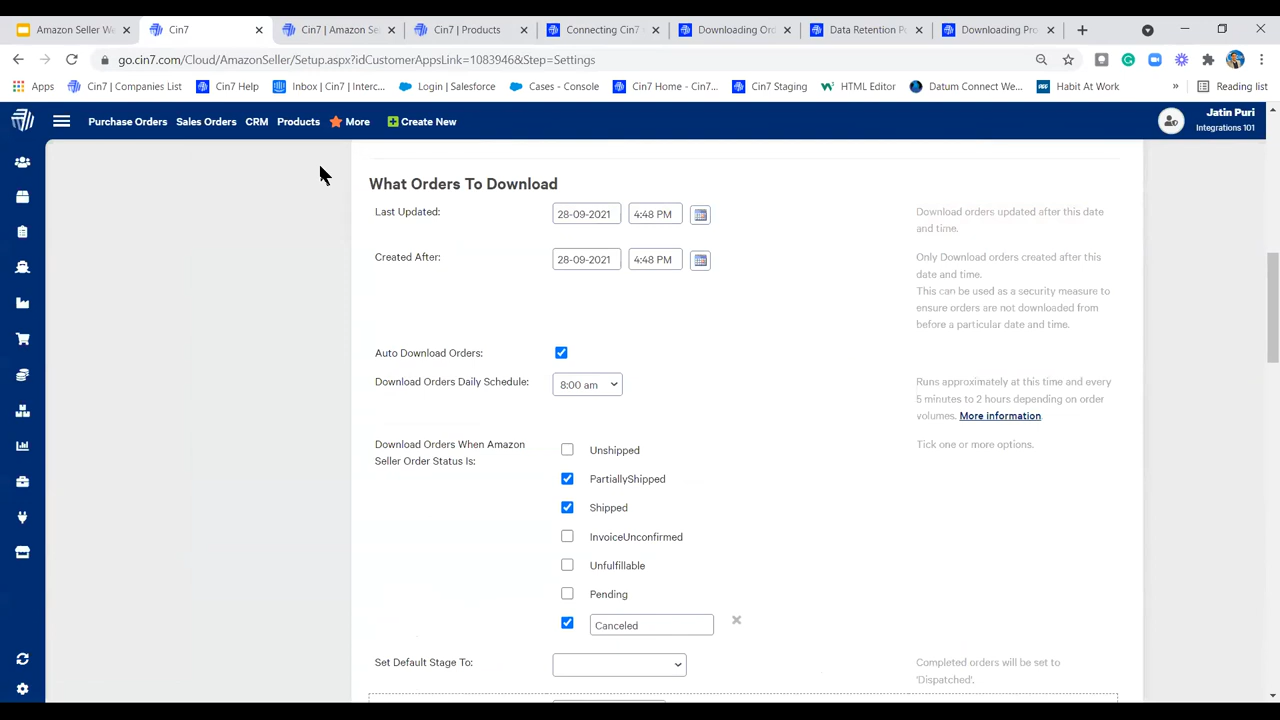 Amazon Seller W
Cin7
Cin7 | Amazon Se
Cin7 | Products
Connecting Cin7
Downloading Ord
Data Retention Po
Downloading Pro
go.cin7.com/Cloud/AmazonSeller/Setup.aspx?idCustomerAppsLink=1083946&Step=Settings
Apps
Cin7 | Companies List
Cin7 Help
Inbox | Cin7 | Interc...
Login | Salesforce
Cases - Console
Cin7 Home - Cin7...
Cin7 Staging
HTML Editor
Datum Connect We...
Habit At Work
»
Reading list
Purchase Orders Sales Orders CRM Products More Create New
Jatin Puri
Integrations 101
What Orders To Download
Last Updated: 28-09-2021 4:48 PM Download orders updated after this date
and time.
Created After: 28-09-2021 4:48 PM Only Download orders created after this
date and time.
This can be used as a security measure to
ensure orders are not downloaded from
before a particular date and time.
Auto Download Orders:
Download Orders Daily Schedule: 8:00 am Runs approximately at this time and every
5 minutes to 2 hours depending on order
volumes. More information.
Download Orders When Amazon
Seller Order Status Is:
Unshipped
Tick one or more options.
PartiallyShipped
Shipped
InvoiceUnconfirmed
Unfulfillable
Pending
Canceled
Set Default Stage To: Completed orders will be set to
'Dispatched'.